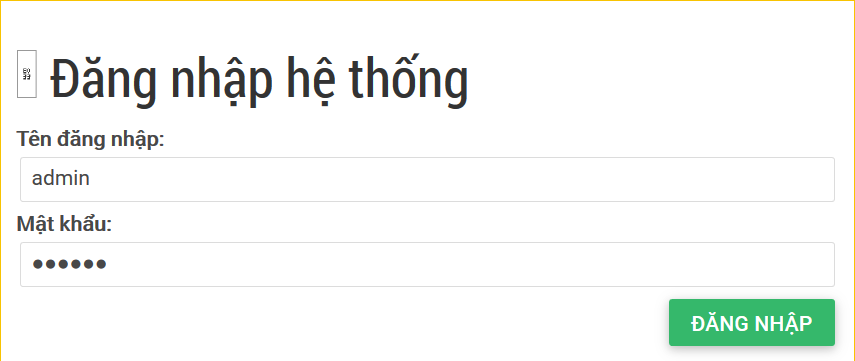 Đăng nhập hệ thống
Tên đăng nhập:
admin
Mật khẩu:
••••••
ĐĂNG NHẬP